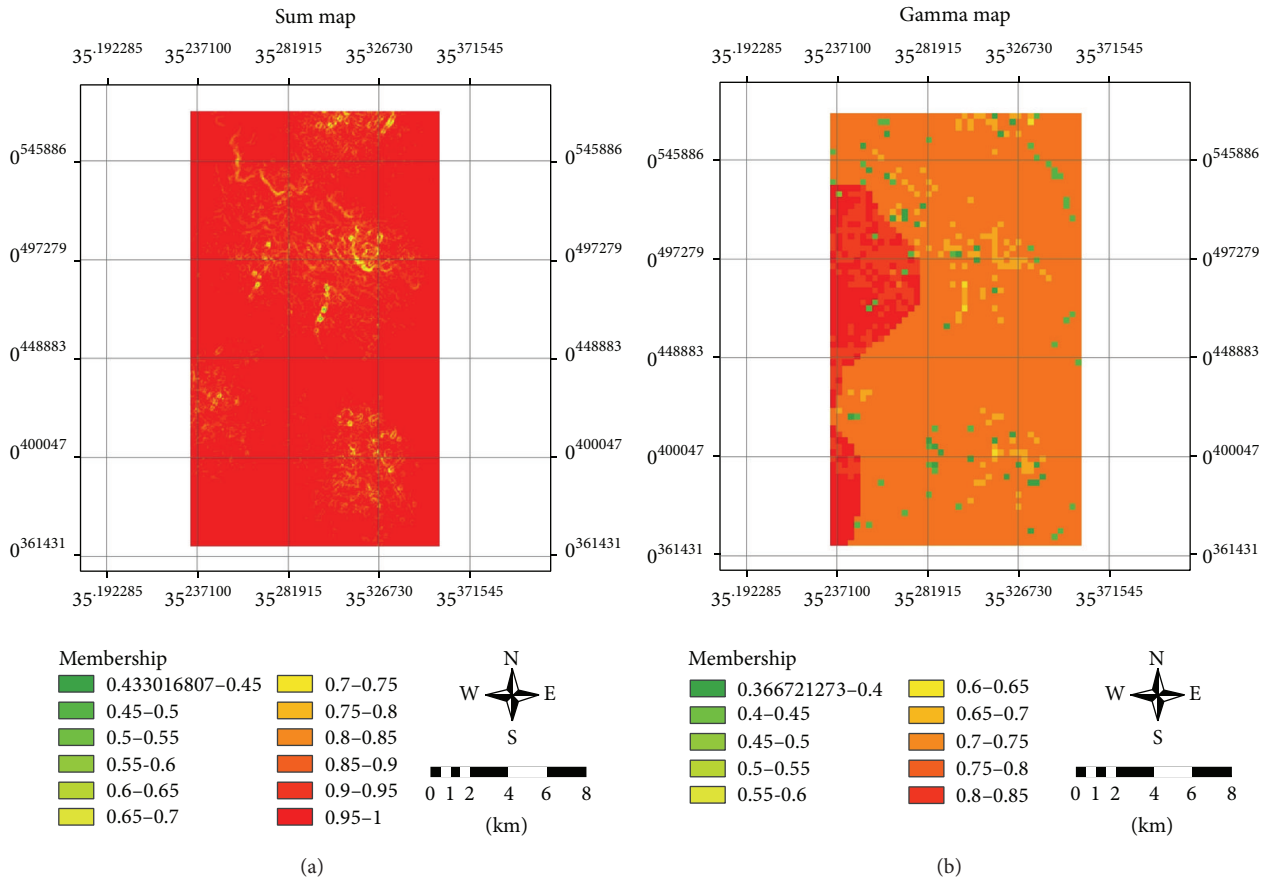 Sum map
35.192285 35237100 35281915 35326730 35371545
0545886 0545886
0497279 0497279
0448883 0448883
0400047 0400047
0361431 0361431
35.192285 35237100 35281915 35326730 35371545
Membership
0.433016807–0.45
0.45–0.5
0.5–0.55
0.55–0.6
0.6–0.65
0.65–0.7
0.7–0.75
0.75–0.8
0.8–0.85
0.85–0.9
0.9–0.95
0.95–1
N
W E
S
0 1 2 4 6 8
(km)
(a)
Gamma map
35.192285 35237100 35281915 35326730 35371545
0545886 0545886
0497279 0497279
0448883 0448883
0400047 0400047
0361431 0361431
35.192285 35237100 35281915 35326730 35371545
Membership
0.366721273–0.4
0.4–0.45
0.45–0.5
0.5–0.55
0.55–0.6
0.6–0.65
0.65–0.7
0.7–0.75
0.75–0.8
0.8–0.85
N
W E
S
0 1 2 4 6 8
(km)
(b)